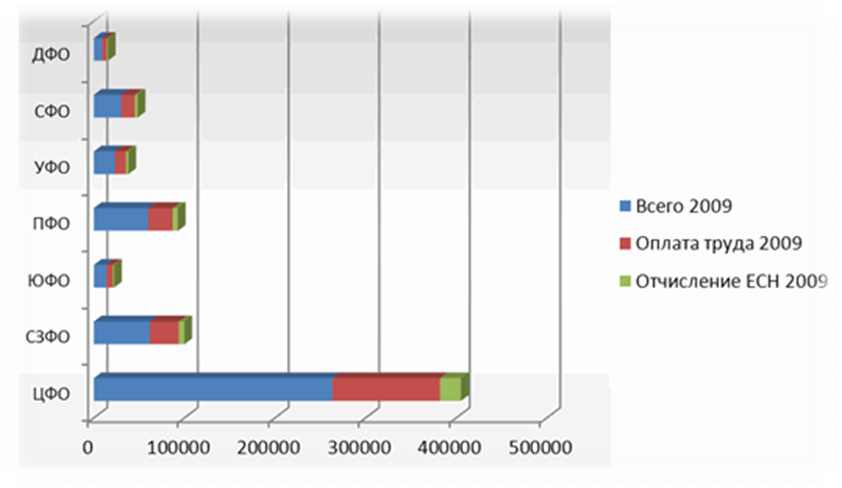 ДФО
СФО
УФО
ПФО
ЮФО
СЗФО
ЦФО
0 100000 200000 300000 400000 500000
Всего 2009
Оплата труда 2009
Отчисление ЕСН 2009